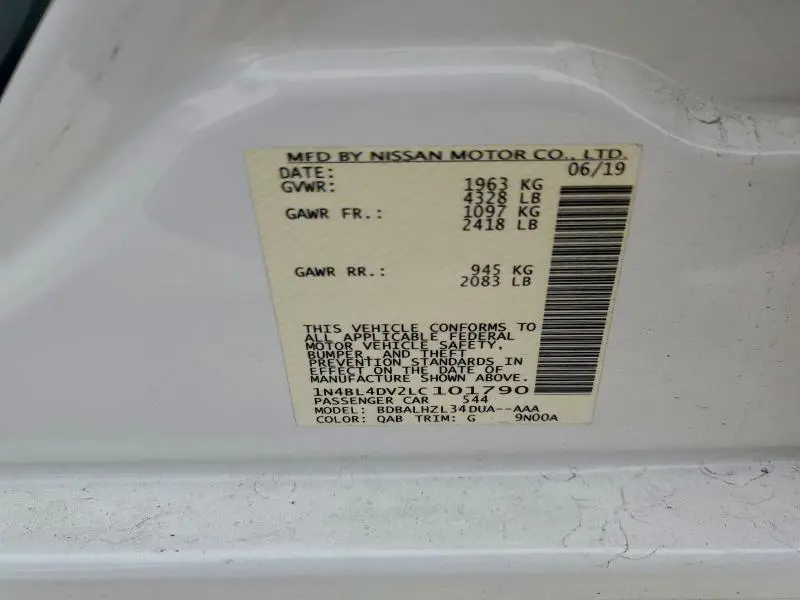 MFD BY NISSAN MOTOR CO., LTD.
DATE: 06/19
GVWR: 1963 KG
4328 LB
GAWR FR.: 1097 KG
2418 LB
GAWR RR.: 945 KG
2083 LB
THIS VEHICLE CONFORMS TO
ALL APPLICABLE FEDERAL
MOTOR VEHICLE SAFETY,
BUMPER, AND THEFT
PREVENTION STANDARDS IN
EFFECT ON THE DATE OF
MANUFACTURE SHOWN ABOVE.
1N4BL4DV2LC101790
PASSENGER CAR 544
MODEL: BDBALHZL34DUA--AAA
COLOR: QAB TRIM: G 9N00A